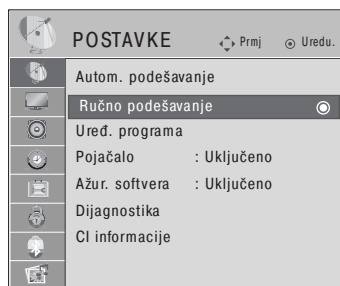 POSTAVKE Prmj Uredu.
Autom. podešavanje
Ručno podešavanje
Uređ. programa
Pojačalo : Uključeno
Ažur. softvera : Uključeno
Dijagnostika
CI informacije